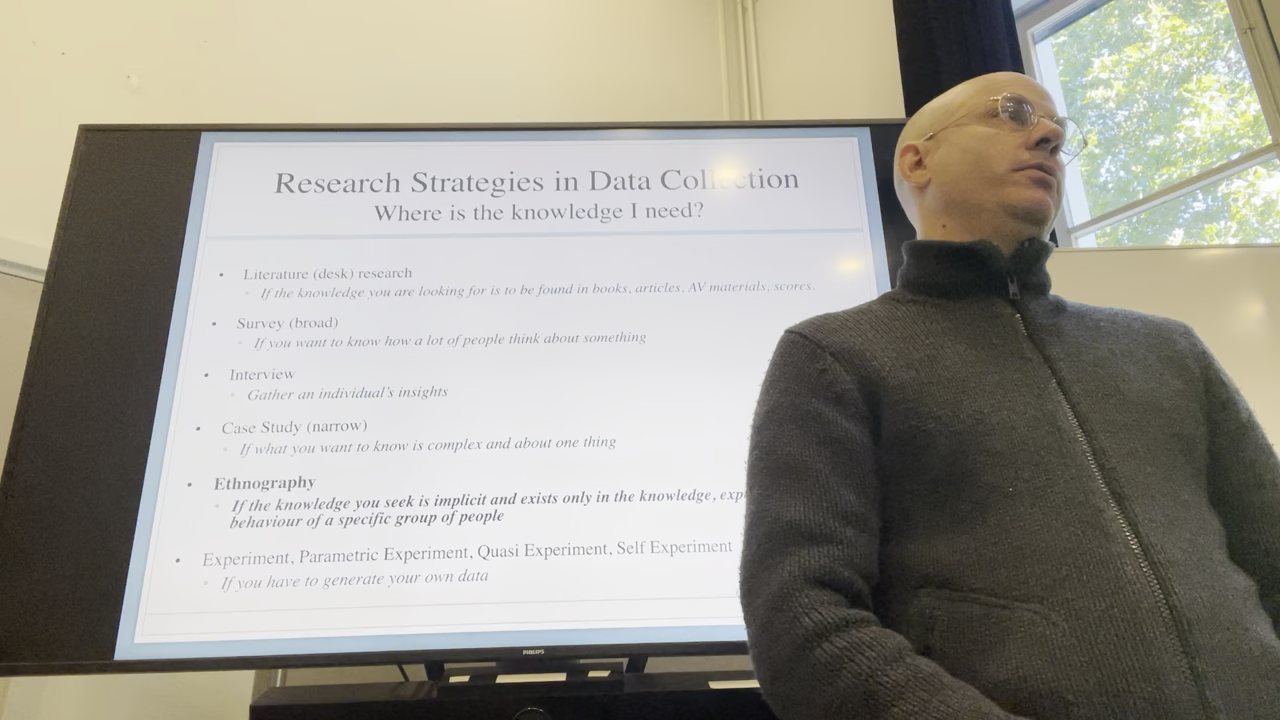 Research Strategies in Data Collection
Where is the knowledge I need?
• Literature (desk) research
• If the knowledge you are looking for is to be found in books, articles, AV materials, scores.
• Survey (broad)
• If you want to know how a lot of people think about something
• Interview
• Gather an individual's insights
• Case Study (narrow)
• If what you want to know is complex and about one thing
• Ethnography
• If the knowledge you seek is implicit and exists only in the knowledge,
behaviour of a specific group of people
• Experiment, Parametric Experiment, Quasi Experiment, Self Experiment
• If you have to generate your own data
PHILIPS